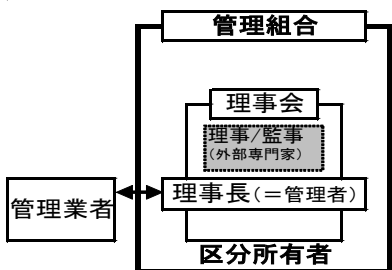 管理組合
理事会
理事/監事
(外部専門家)
管理業者
理事長(=管理者)
区分所有者